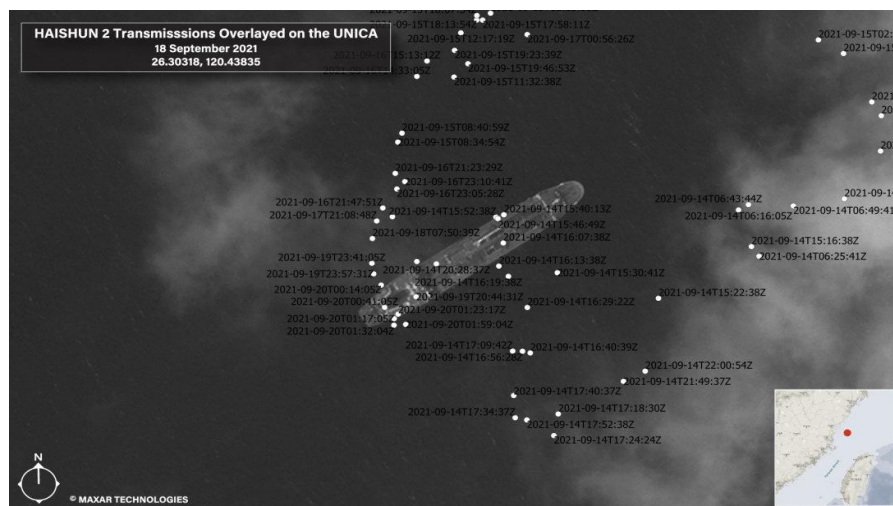 HAISHUN 2 Transmisssions Overlayed on the UNICA
18 September 2021
26.30318, 120.43835
2021-09-15T18:13:54Z
2021-09-15T17:58:11Z
2021-09-15T12:17:19Z
2021-09-17T00:56:26Z
2021-09-15T02:
2021-09-15
2021-09-16T15:13:12Z
2021-09-15T19:23:39Z
2021-09-15T19:46:53Z
2021-09-15T11:32:38Z
2021-09-15T08:40:59Z
2021-09-15T08:34:54Z
2021-09-16T21:23:29Z
2021-09-16T23:10:41Z
2021-09-16T23:05:28Z
2021-09-16T21:47:51Z
2021-09-17T21:08:48Z
2021-09-14T15:52:38Z
2021-09-14T15:40:13Z
2021-09-14T15:46:49Z
2021-09-14T06:43:44Z
2021-09-14T06:16:05Z
2021-09-14T06:49:41
2021-09-18T07:50:39Z
2021-09-14T16:07:38Z
2021-09-14T15:16:38Z
2021-09-14T06:25:41Z
2021-09-19T23:41:05Z
2021-09-14T16:13:38Z
2021-09-19T23:57:31Z
2021-09-14T20:28:37Z
2021-09-14T15:30:41Z
2021-09-20T00:14:05Z
2021-09-14T16:19:38Z
2021-09-20T00:41:05Z
2021-09-19T20:44:31Z
2021-09-14T16:29:22Z
2021-09-14T15:22:38Z
2021-09-20T01:17:05Z
2021-09-20T01:23:17Z
2021-09-20T01:32:04Z
2021-09-20T01:59:04Z
2021-09-14T17:09:42Z
2021-09-14T16:40:39Z
2021-09-14T16:56:28Z
2021-09-14T22:00:54Z
2021-09-14T21:49:37Z
2021-09-14T17:40:37Z
2021-09-14T17:34:37Z
2021-09-14T17:18:30Z
2021-09-14T17:52:38Z
2021-09-14T17:24:24Z
N
© MAXAR TECHNOLOGIES